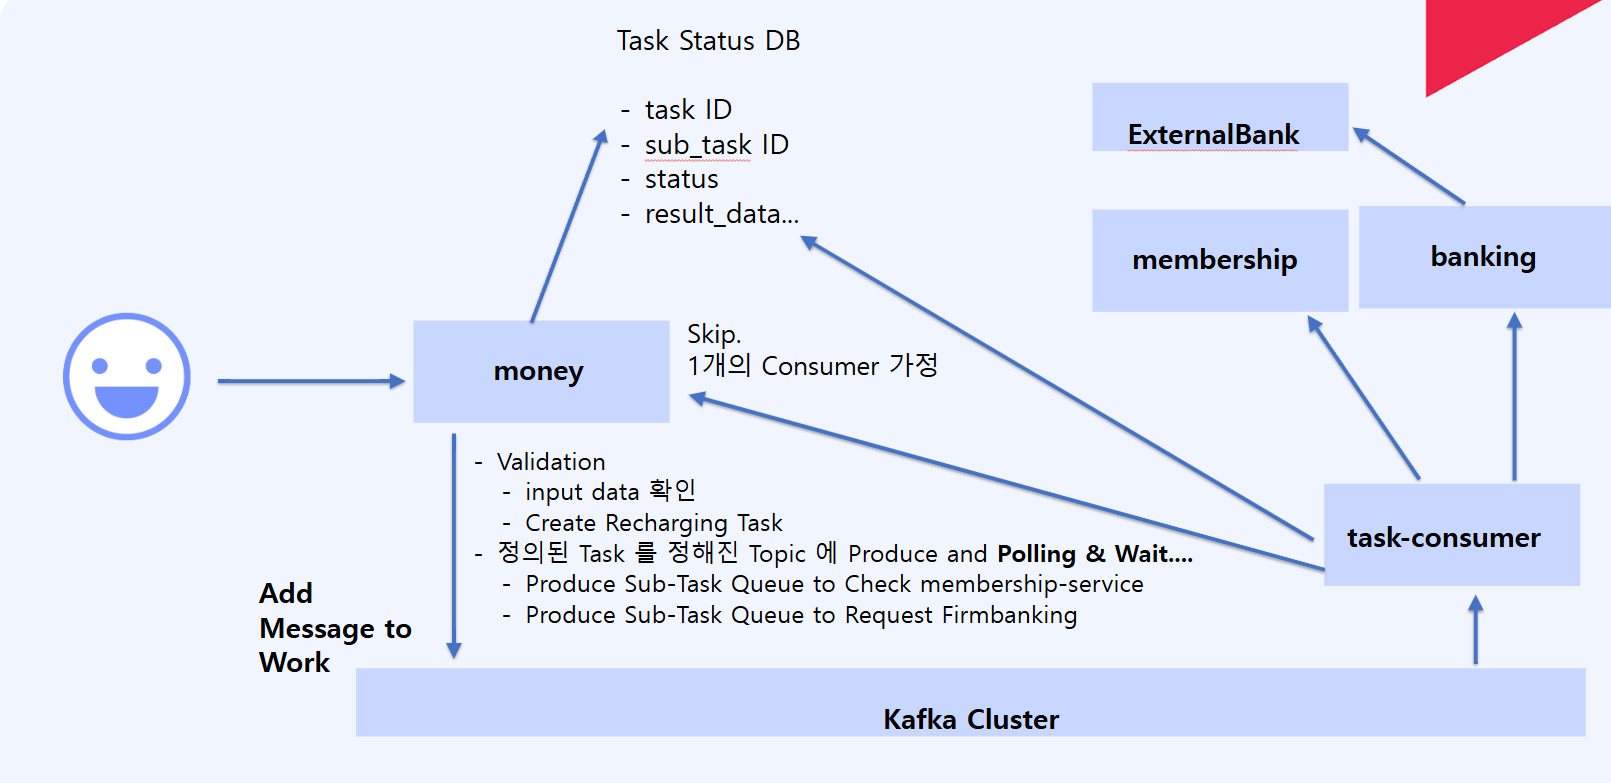 Task Status DB
- task ID
- sub_task ID
- status
- result_data...
ExternalBank
membership
banking
money
Skip.
1개의 Consumer 가정
- Validation
- input data 확인
- Create Recharging Task
- 정의된 Task 를 정해진 Topic 에 Produce and Polling & Wait....
- Produce Sub-Task Queue to Check membership-service
- Produce Sub-Task Queue to Request Firmbanking
task-consumer
Add
Message to
Work
Kafka Cluster